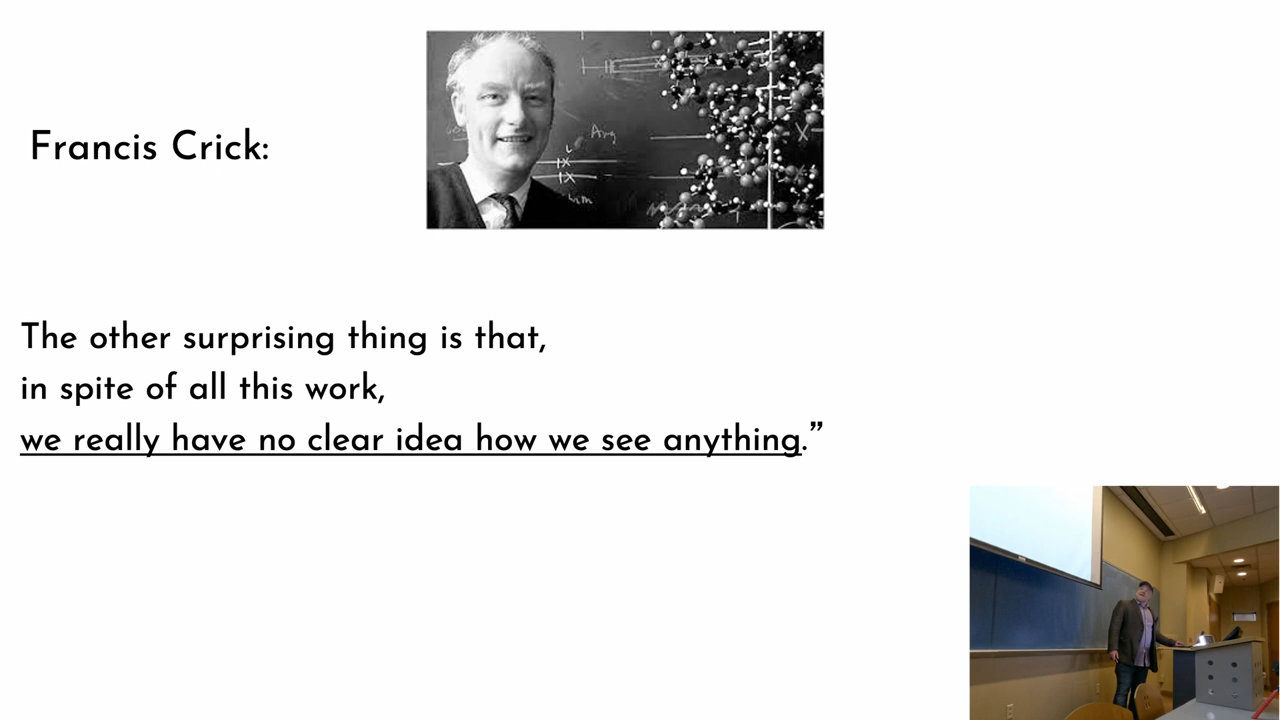 Francis Crick:
Arg
The other surprising thing is that,
in spite of all this work,
we really have no clear idea how we see anything.”